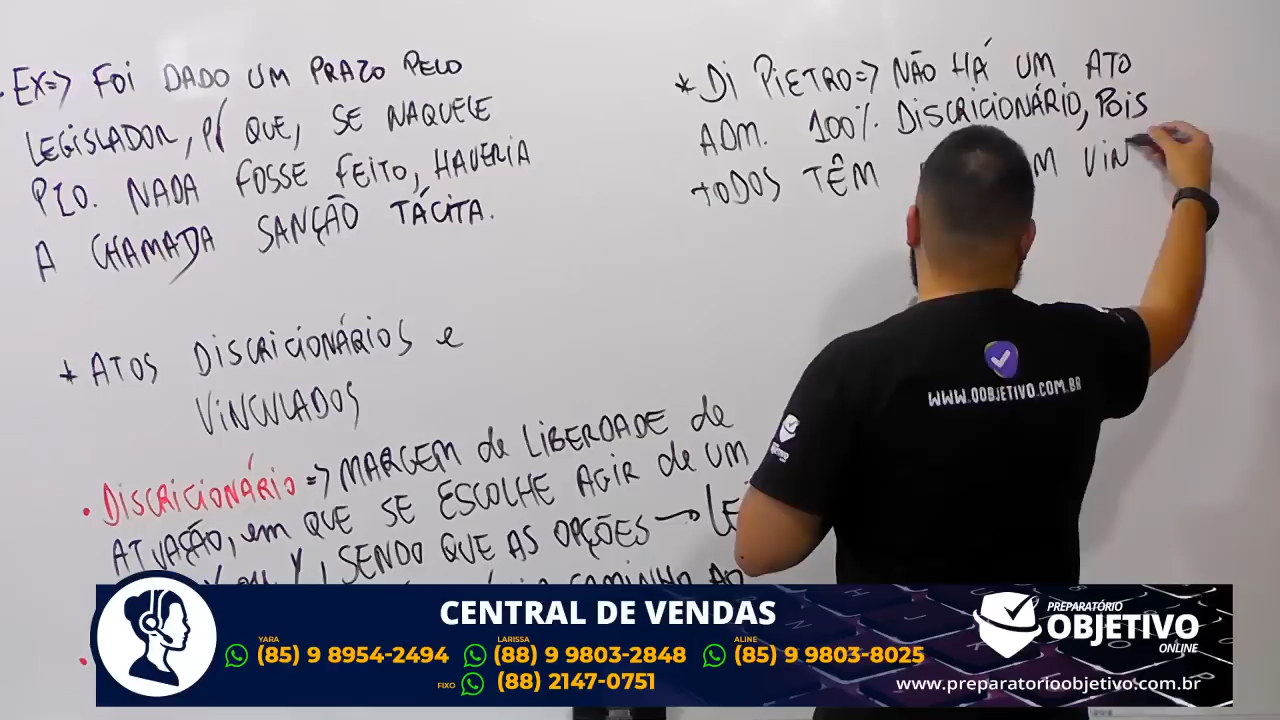 • EX=> FOI DADO UM PRAZO PELO
LEGISLADOR, P/ QUE, SE NAQUELE
PZO. NADA FOSSE FEITO, HAVERIA
A CHAMADA SANÇÃO TÁCITA.
* ATOS DISCRICIONÁRIOS e
VINCULADOS
• DISCRICIONÁRIO => MARGEM de LIBERDADE de
ATUAÇÃO, em QUE SE ESCOLHE AGIR de UM
, SENDO QUE AS OPÇÕES → LE
CAMINHO AO
* DI PIETRO => NÃO HÁ UM ATO
ADM. 100% DISCRICIONÁRIO, POIS
TODOS TÊM VIN
WWW.OOBJETIVO.COM.BR
CENTRAL DE VENDAS
YARA
(85) 9 8954-2494
LARISSA
(88) 9 9803-2848
ALINE
(85) 9 9803-8025
FIXO
(88) 2147-0751
PREPARATÓRIO
OBJETIVO
ONLINE
www.preparatorioobjetivo.com.br